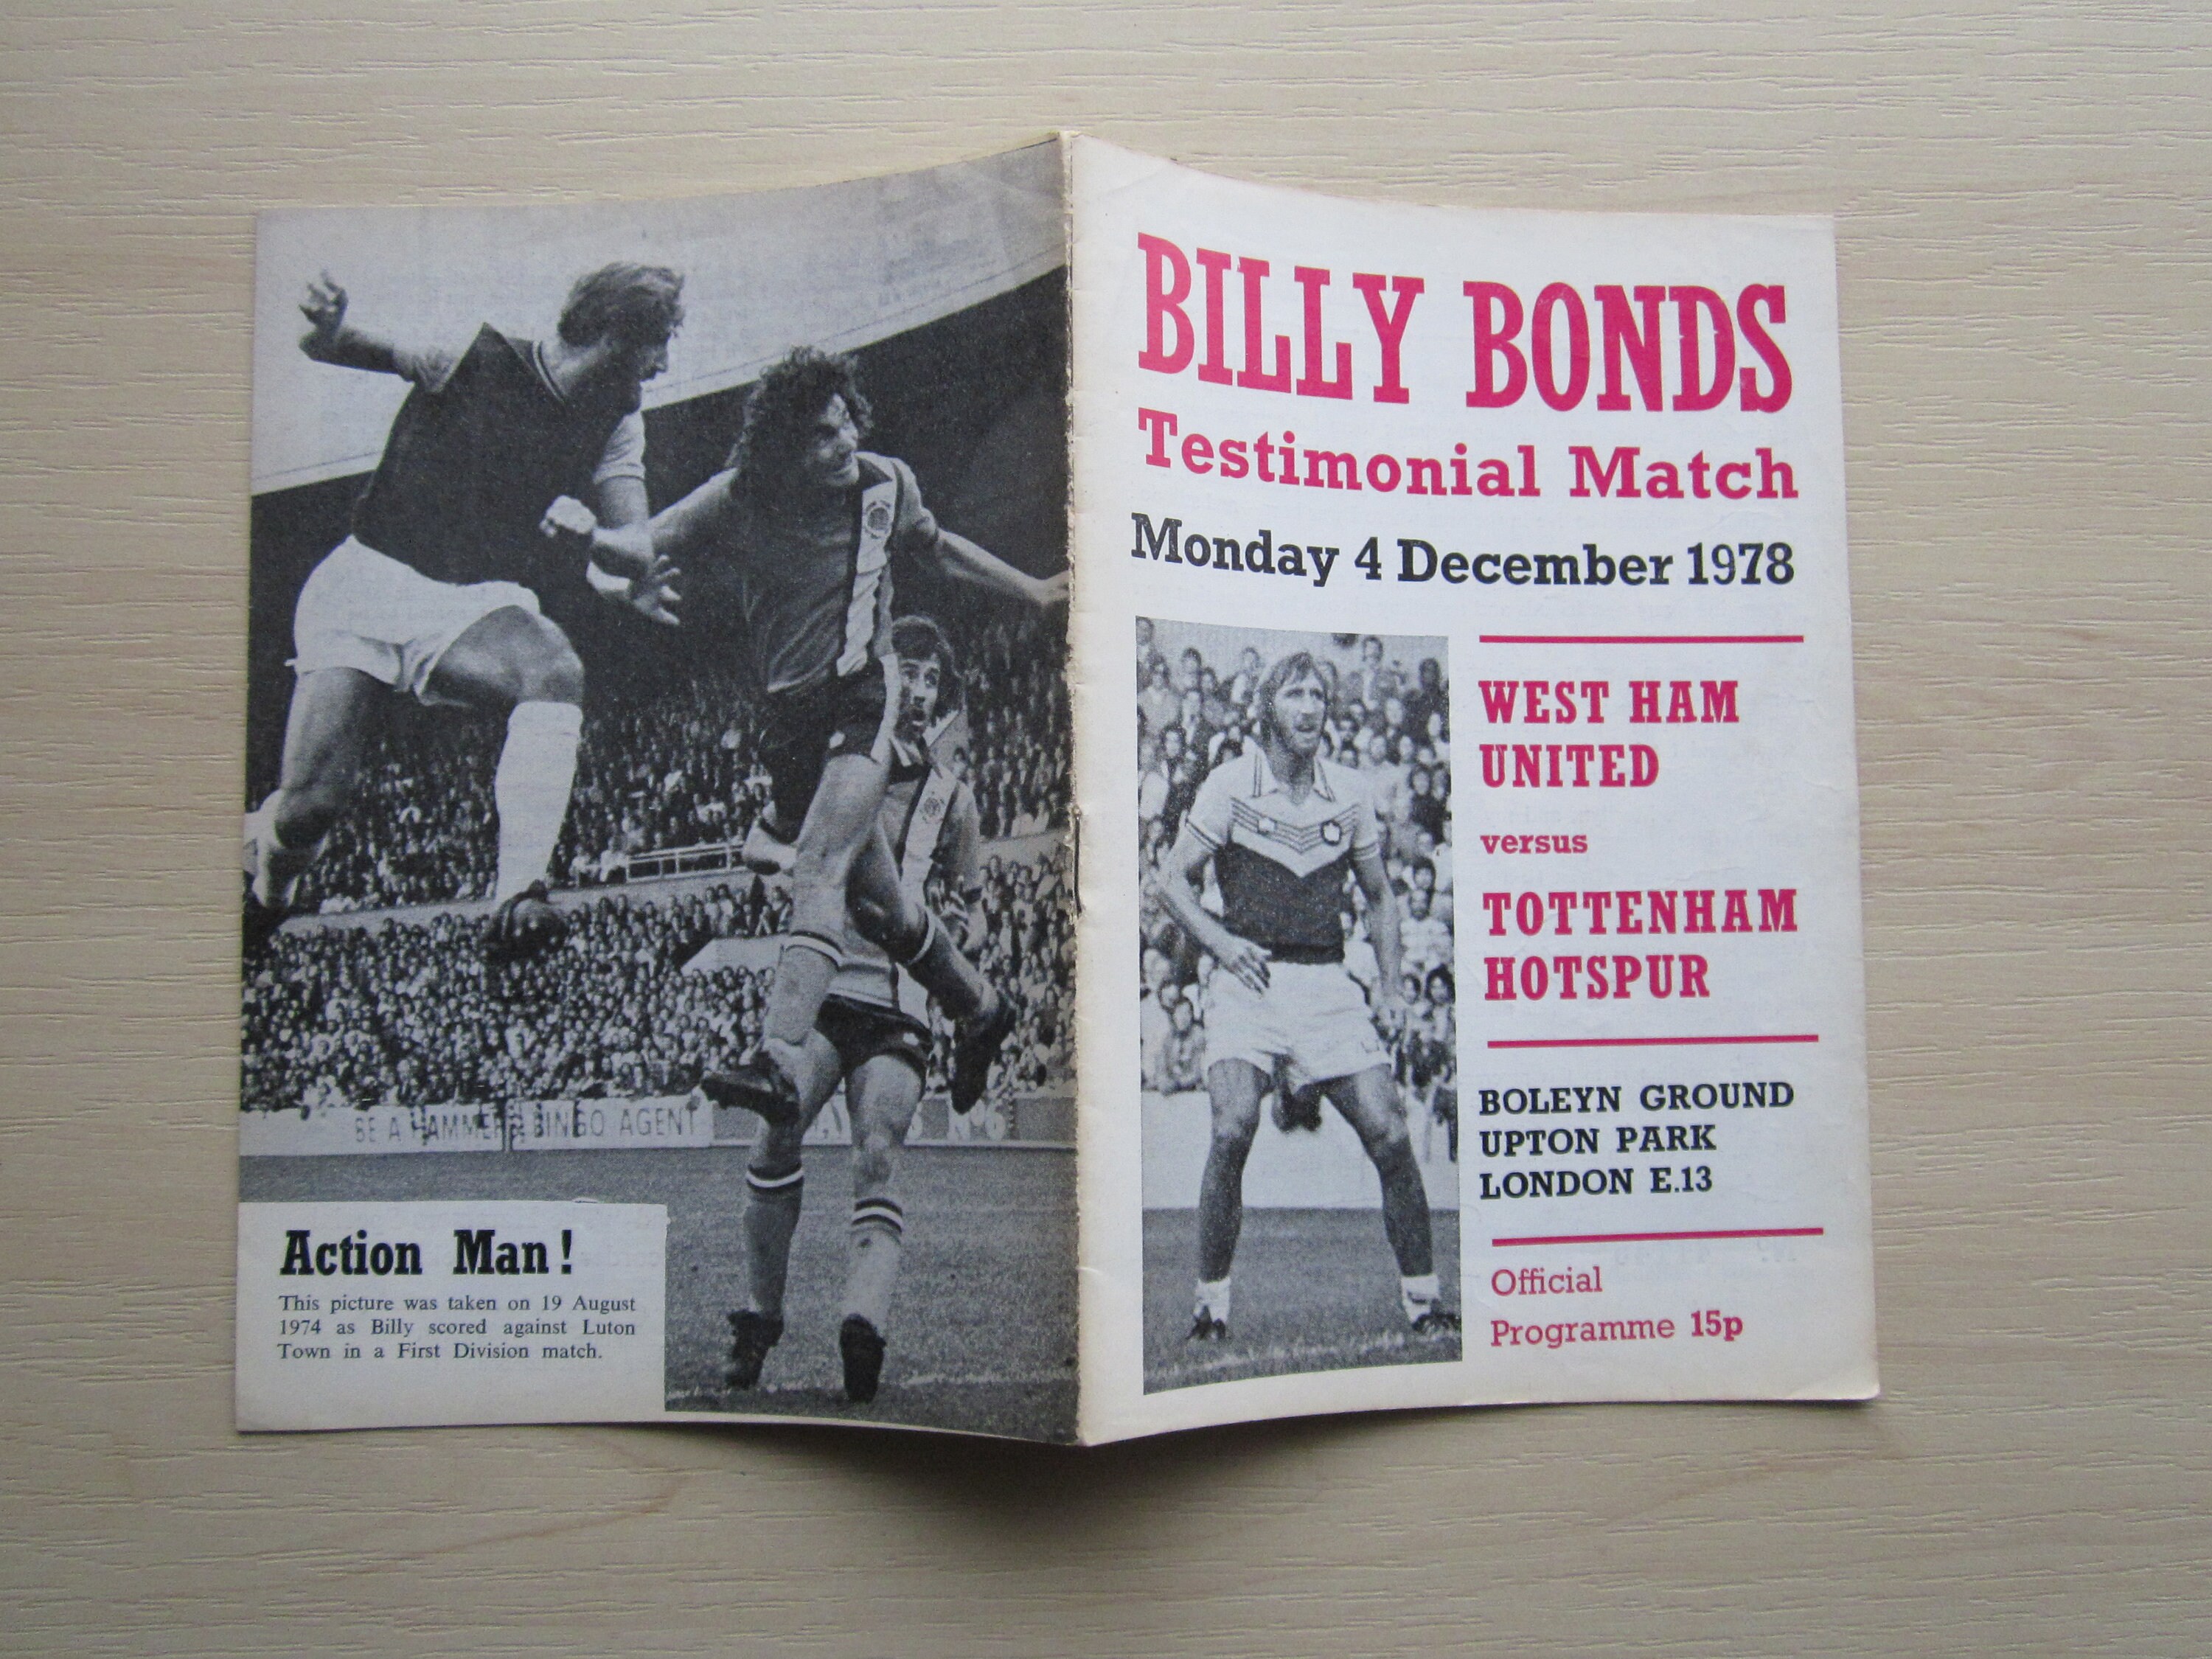 BILLY BONDS
Testimonial Match
Monday 4 December 1978
WEST HAM
UNITED
versus
TOTTENHAM
HOTSPUR
BOLEYN GROUND
UPTON PARK
LONDON E.13
Official
Programme 15p
BE A HAMMERS BINGO AGENT
Action Man!
This picture was taken on 19 August
1974 as Billy scored against Luton
Town in a First Division match.